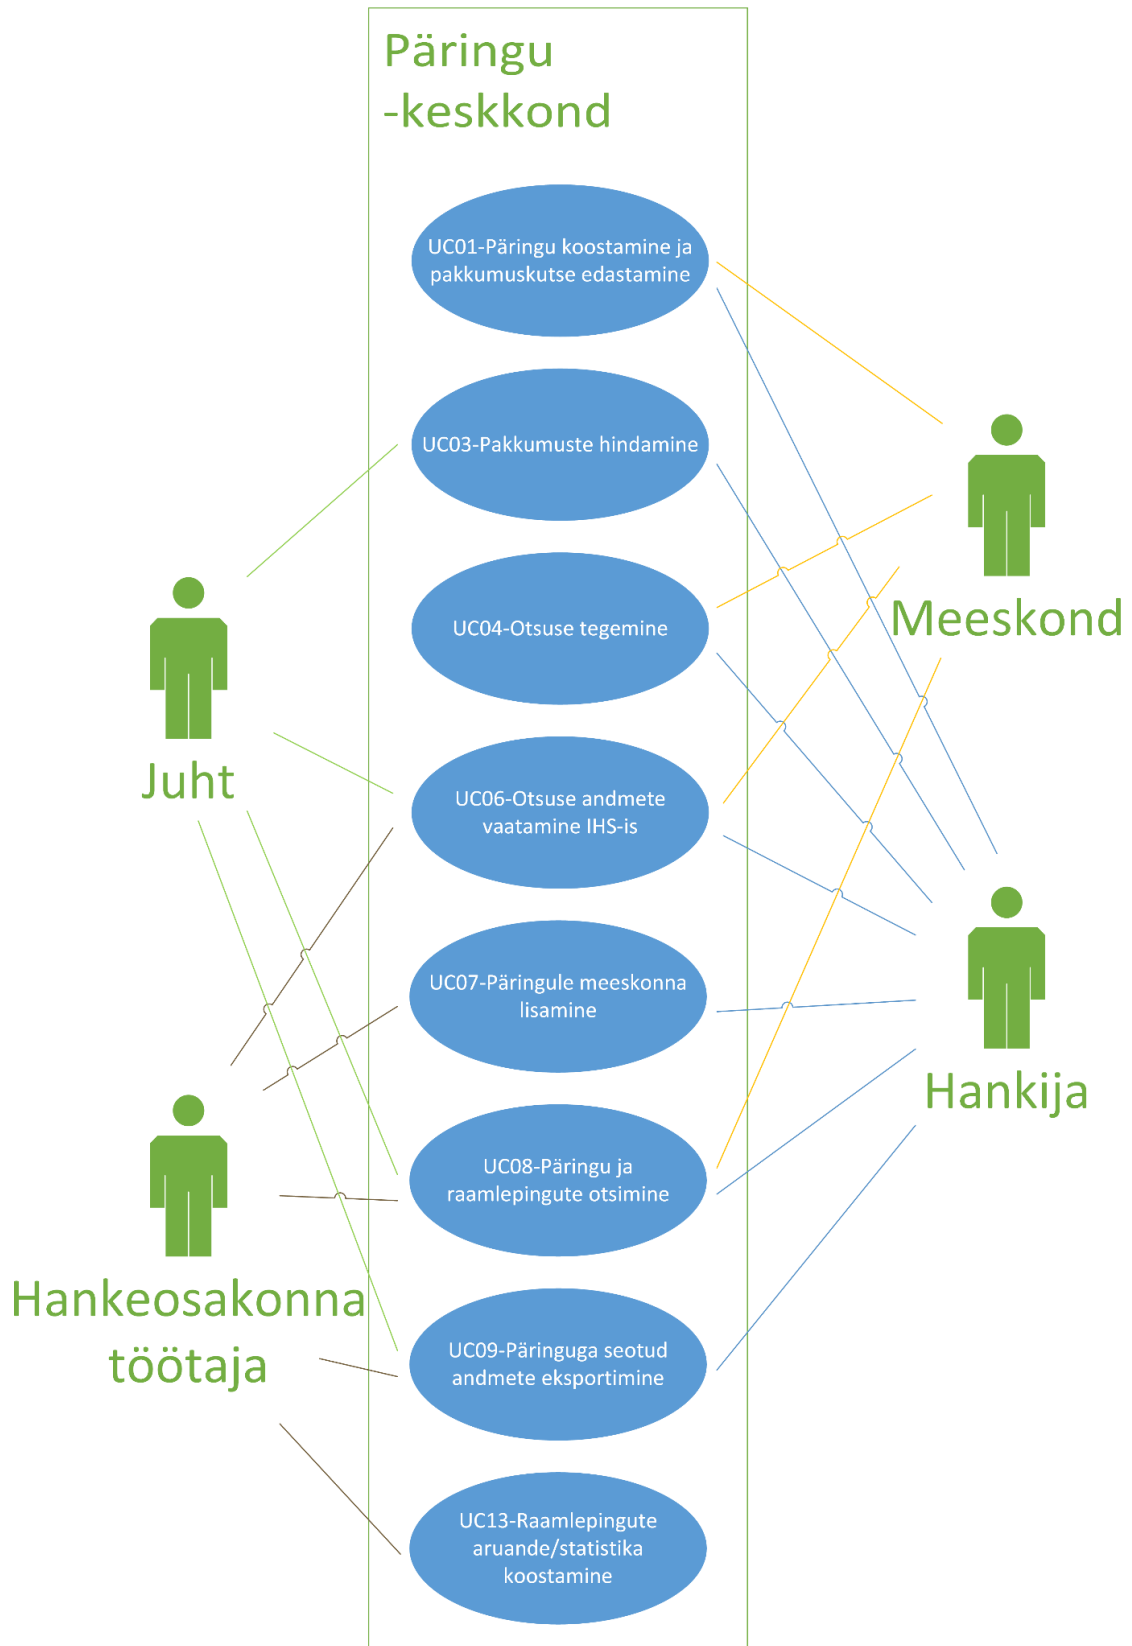 Päringu
-keskkond
UC01-Päringu koostamine ja
pakkumuskutse edastamine
UC03-Pakkumuste hindamine
UC04-Otsuse tegemine
Meeskond
Juht
UC06-Otsuse andmete
vaatamine IHS-is
UC07-Päringule meeskonna
lisamine
Hankija
UC08-Päringu ja
raamlepingute otsimine
Hankeosakonna
töötaja
UC09-Päringuga seotud
andmete eksportimine
UC13-Raamlepingute
aruande/statistika
koostamine